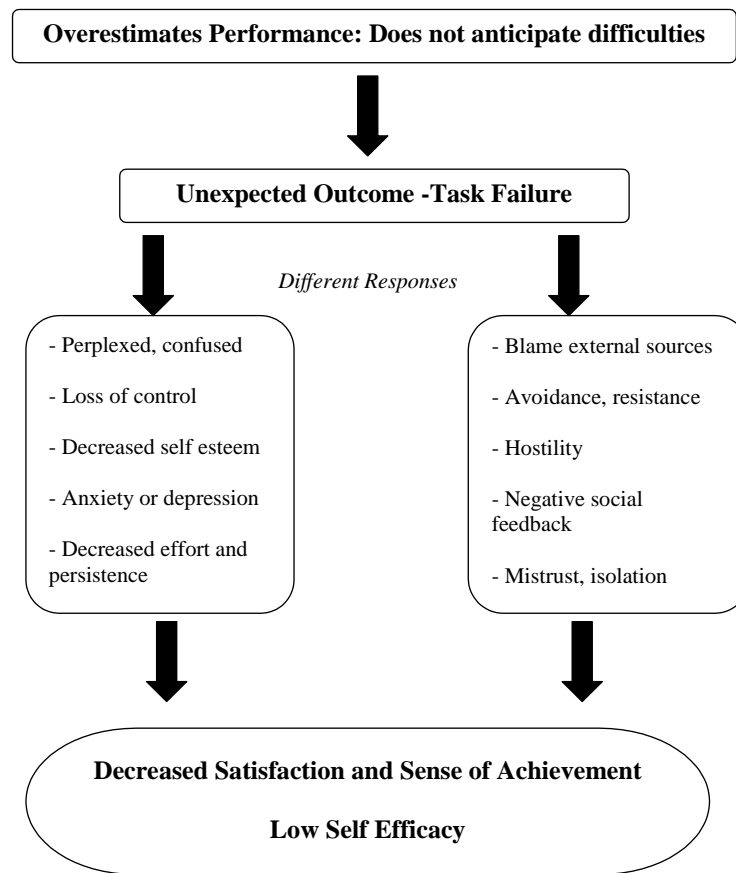 Overestimates Performance: Does not anticipate difficulties
Unexpected Outcome -Task Failure
Different Responses
- Perplexed, confused
- Loss of control
- Decreased self esteem
- Anxiety or depression
- Decreased effort and
persistence
- Blame external sources
- Avoidance, resistance
- Hostility
- Negative social
feedback
- Mistrust, isolation
Decreased Satisfaction and Sense of Achievement
Low Self Efficacy